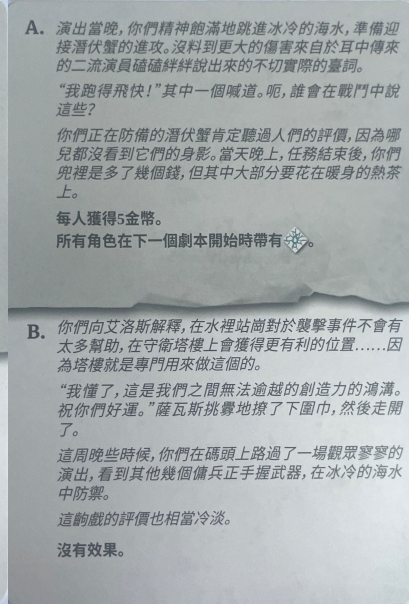 A. 演出當晚，你們精神飽滿地跳進冰冷的海水，準備迎
接潛伏蟹的進攻。沒料到更大的傷害來自於耳中傳來
的二流演員磕磕絆絆說出來的不切實際的臺詞。
“我跑得飛快！”其中一個喊道。呃，誰會在戰鬥中說
這些？
你們正在防備的潛伏蟹肯定聽過人們的評價，因為哪
兒都沒看到它們的身影。當天晚上，任務結束後，你們
兜裡是多了幾個錢，但其中大部分要花在暖身的熱茶
上。
每人獲得5金幣。
所有角色在下一個劇本開始時帶有。
B. 你們向艾洛斯解釋，在水裡站崗對於襲擊事件不會有
太多幫助，在守衛塔樓上會獲得更有利的位置……因
為塔樓就是專門用來做這個的。
“我懂了，這是我們之間無法逾越的創造力的鴻溝。
祝你們好運。”薩瓦斯挑釁地撩了下圍巾，然後走開
了。
這周晚些時候，你們在碼頭上路過了一場觀眾寥寥的
演出，看到其他幾個傭兵正手握武器，在冰冷的海水
中防禦。
這齣戲的評價也相當冷淡。
沒有效果。